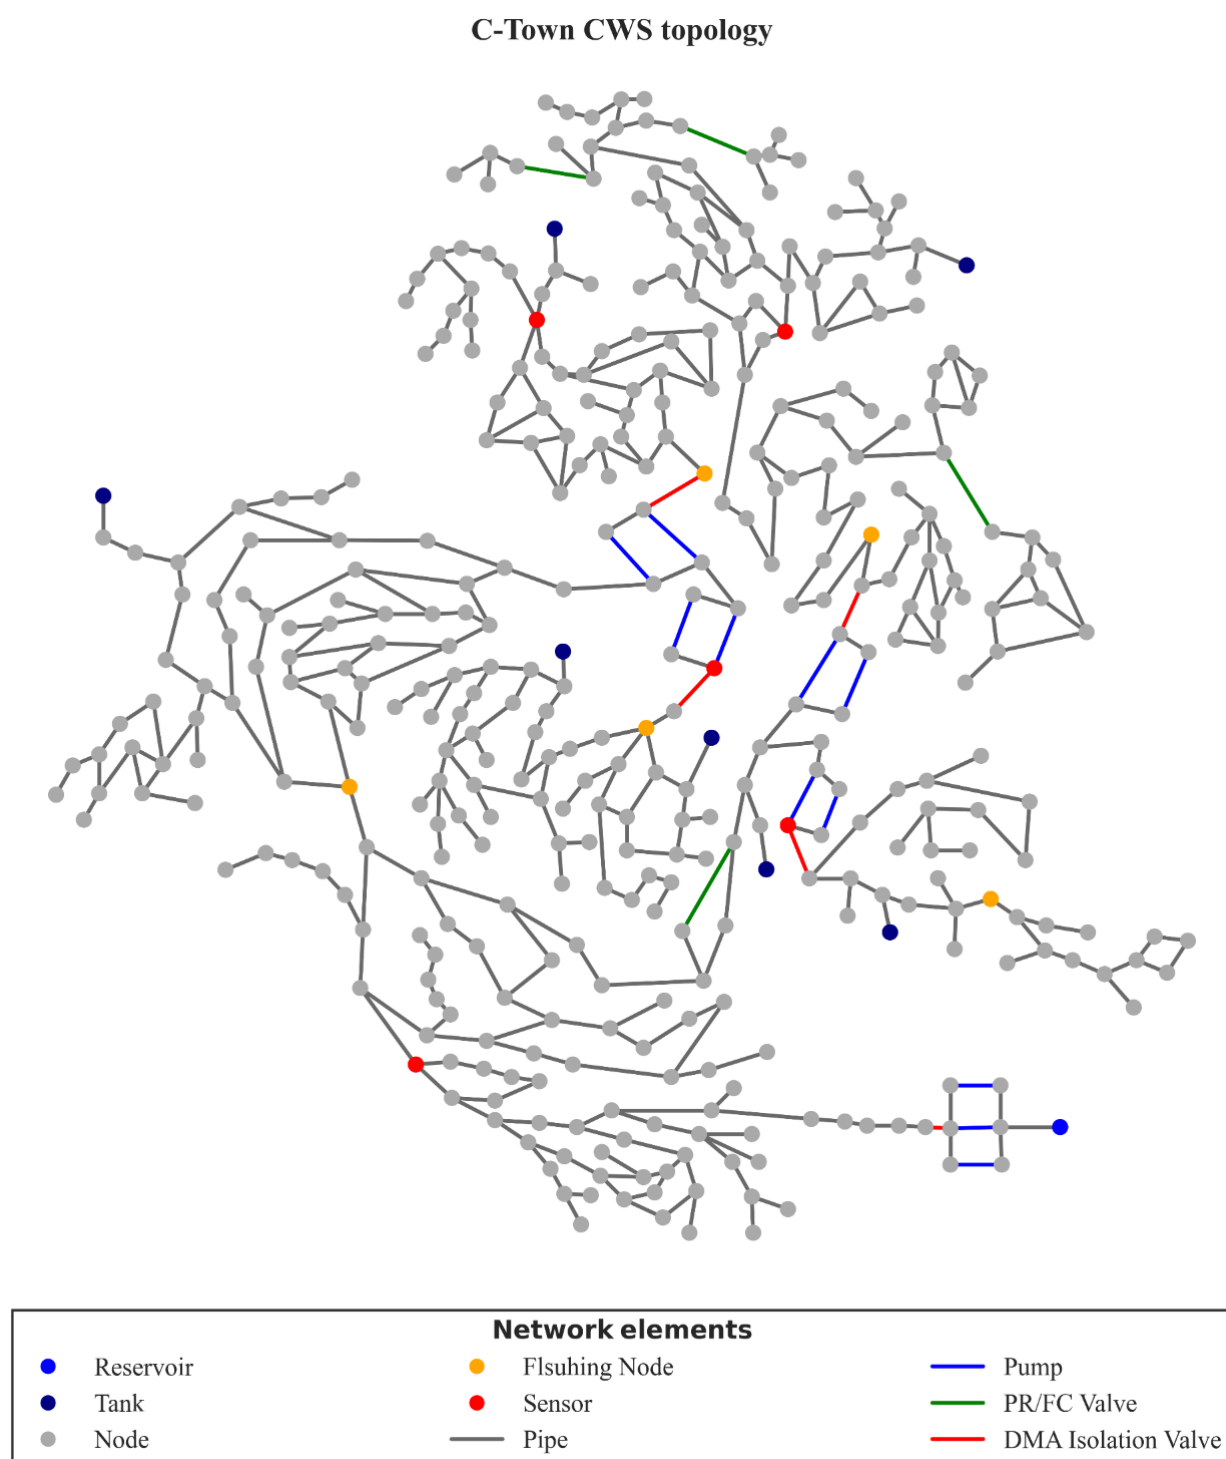 C-Town CWS topology
Network elements
Reservoir Flsuhing Node Pump
Tank Sensor PR/FC Valve
Node Pipe DMA Isolation Valve